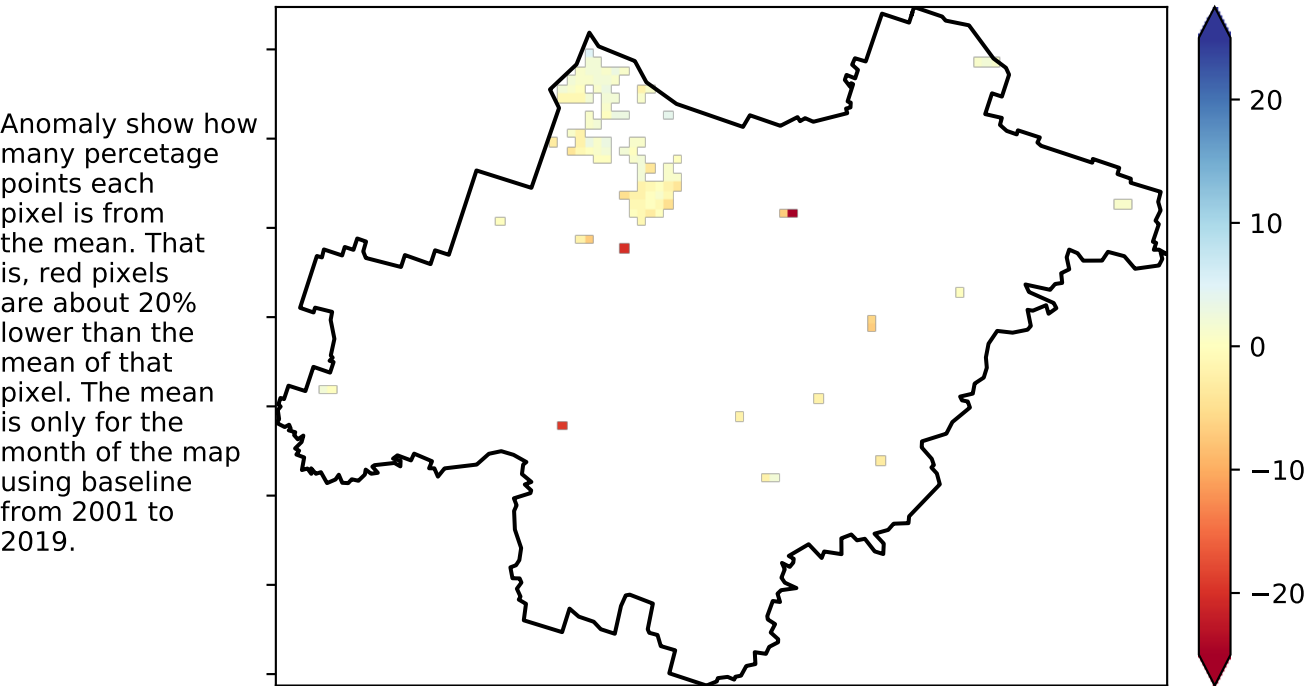 Anomaly show how
many percetage
points each
pixel is from
the mean. That
is, red pixels
are about 20%
lower than the
mean of that
pixel. The mean
is only for the
month of the map
using baseline
from 2001 to
2019.
20
10
0
−10
−20